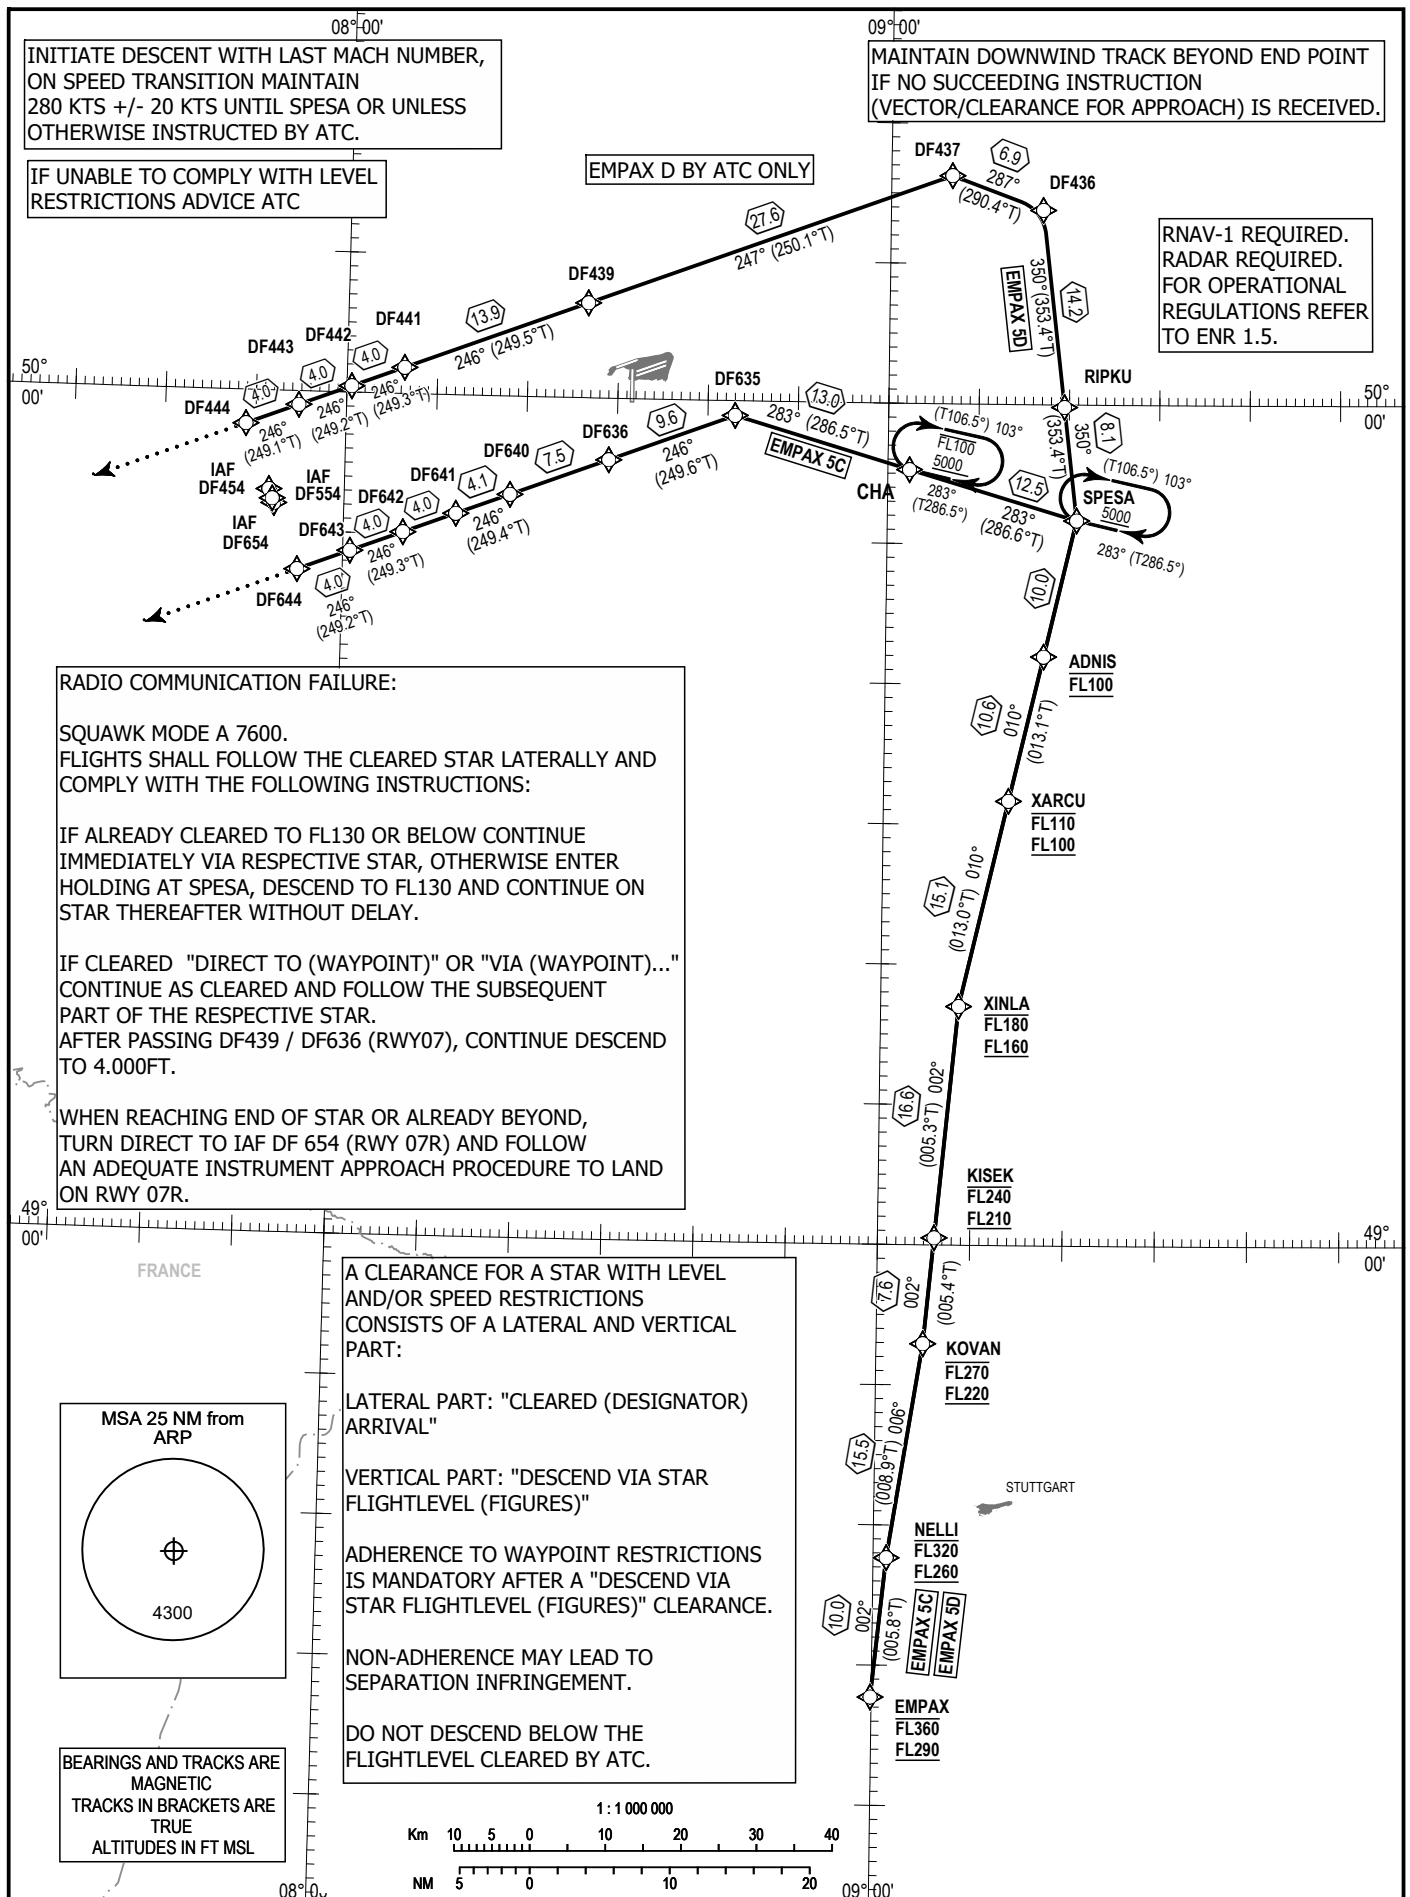 08° 00'
09° 00'
INITIATE DESCENT WITH LAST MACH NUMBER,
ON SPEED TRANSITION MAINTAIN
280 KTS +/- 20 KTS UNTIL SPESA OR UNLESS
OTHERWISE INSTRUCTED BY ATC.
MAINTAIN DOWNWIND TRACK BEYOND END POINT
IF NO SUCCEEDING INSTRUCTION
(VECTOR/CLEARANCE FOR APPROACH) IS RECEIVED.
IF UNABLE TO COMPLY WITH LEVEL
RESTRICTIONS ADVICE ATC
EMPAX D BY ATC ONLY
RNAV-1 REQUIRED.
RADAR REQUIRED.
FOR OPERATIONAL
REGULATIONS REFER
TO ENR 1.5.
DF437
6.9
287°
(290.4°T)
DF436
27.6
247° (250.1°T)
350°(353.4°T)
14.2
EMPAX 5D
DF439
13.9
246° (249.5°T)
DF441
DF442
4.0
246°
(249.3°T)
DF443
4.0
246°
(249.2°T)
DF444
4.0
246°
(249.1°T)
50°
00'
50°
00'
RIPKU
350°
(353.4°T)
8.1
DF635
13.0
283° (286.5°T)
EMPAX 5C
(T106.5°) 103°
FL100
5000
CHA
283°
(T286.5°)
12.5
283°
(286.6°T)
(T106.5°) 103°
SPESA
5000
283° (T286.5°)
9.6
246°
(249.6°T)
DF636
7.5
DF640
4.1
246°
(249.4°T)
DF641
4.0
DF642
4.0
246°
(249.3°T)
DF643
4.0
246°
(249.2°T)
DF644
IAF
DF454
IAF
DF554
IAF
DF654
10.0
ADNIS
FL100
10.6
010°
(013.1°T)
XARCU
FL110
FL100
15.1
(013.0°T) 010°
XINLA
FL180
FL160
16.6
(005.3°T) 002°
KISEK
FL240
FL210
7.6
002°
(005.4°T)
KOVAN
FL270
FL220
15.5
(008.9°T) 006°
NELLI
FL320
FL260
10.0
002°
(005.8°T)
EMPAX 5C
EMPAX 5D
EMPAX
FL360
FL290
STUTTGART
RADIO COMMUNICATION FAILURE:
SQUAWK MODE A 7600.
FLIGHTS SHALL FOLLOW THE CLEARED STAR LATERALLY AND
COMPLY WITH THE FOLLOWING INSTRUCTIONS:
IF ALREADY CLEARED TO FL130 OR BELOW CONTINUE
IMMEDIATELY VIA RESPECTIVE STAR, OTHERWISE ENTER
HOLDING AT SPESA, DESCEND TO FL130 AND CONTINUE ON
STAR THEREAFTER WITHOUT DELAY.
IF CLEARED "DIRECT TO (WAYPOINT)" OR "VIA (WAYPOINT)..."
CONTINUE AS CLEARED AND FOLLOW THE SUBSEQUENT
PART OF THE RESPECTIVE STAR.
AFTER PASSING DF439 / DF636 (RWY07), CONTINUE DESCEND
TO 4.000FT.
WHEN REACHING END OF STAR OR ALREADY BEYOND,
TURN DIRECT TO IAF DF 654 (RWY 07R) AND FOLLOW
AN ADEQUATE INSTRUMENT APPROACH PROCEDURE TO LAND
ON RWY 07R.
49°
00'
49°
00'
FRANCE
A CLEARANCE FOR A STAR WITH LEVEL
AND/OR SPEED RESTRICTIONS
CONSISTS OF A LATERAL AND VERTICAL
PART:
LATERAL PART: "CLEARED (DESIGNATOR)
ARRIVAL"
VERTICAL PART: "DESCEND VIA STAR
FLIGHTLEVEL (FIGURES)"
ADHERENCE TO WAYPOINT RESTRICTIONS
IS MANDATORY AFTER A "DESCEND VIA
STAR FLIGHTLEVEL (FIGURES)" CLEARANCE.
NON-ADHERENCE MAY LEAD TO
SEPARATION INFRINGEMENT.
DO NOT DESCEND BELOW THE
FLIGHTLEVEL CLEARED BY ATC.
MSA 25 NM from
ARP
4300
BEARINGS AND TRACKS ARE
MAGNETIC
TRACKS IN BRACKETS ARE
TRUE
ALTITUDES IN FT MSL
1 : 1 000 000
Km 10 5 0 10 20 30 40
NM 5 0 10 20
09° 00'